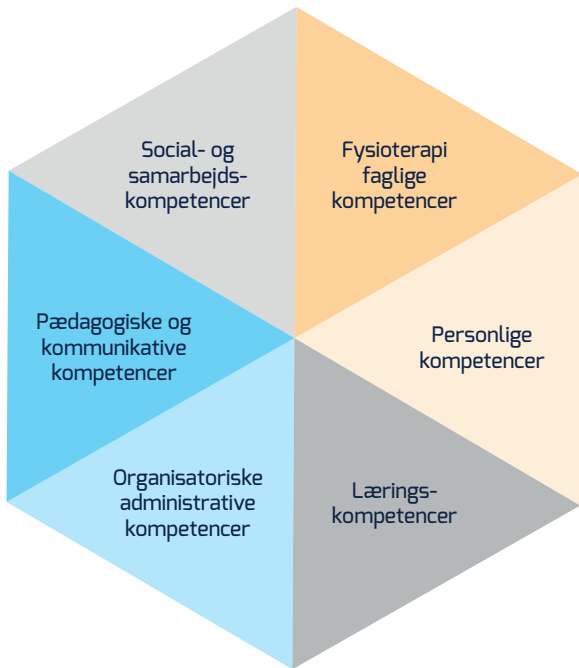 Social- og
samarbejds-
kompetencer
Fysioterapi
faglige
kompetencer
Pædagogiske og
kommunikative
kompetencer
Personlige
kompetencer
Organisatoriske
administrative
kompetencer
Lærings-
kompetencer